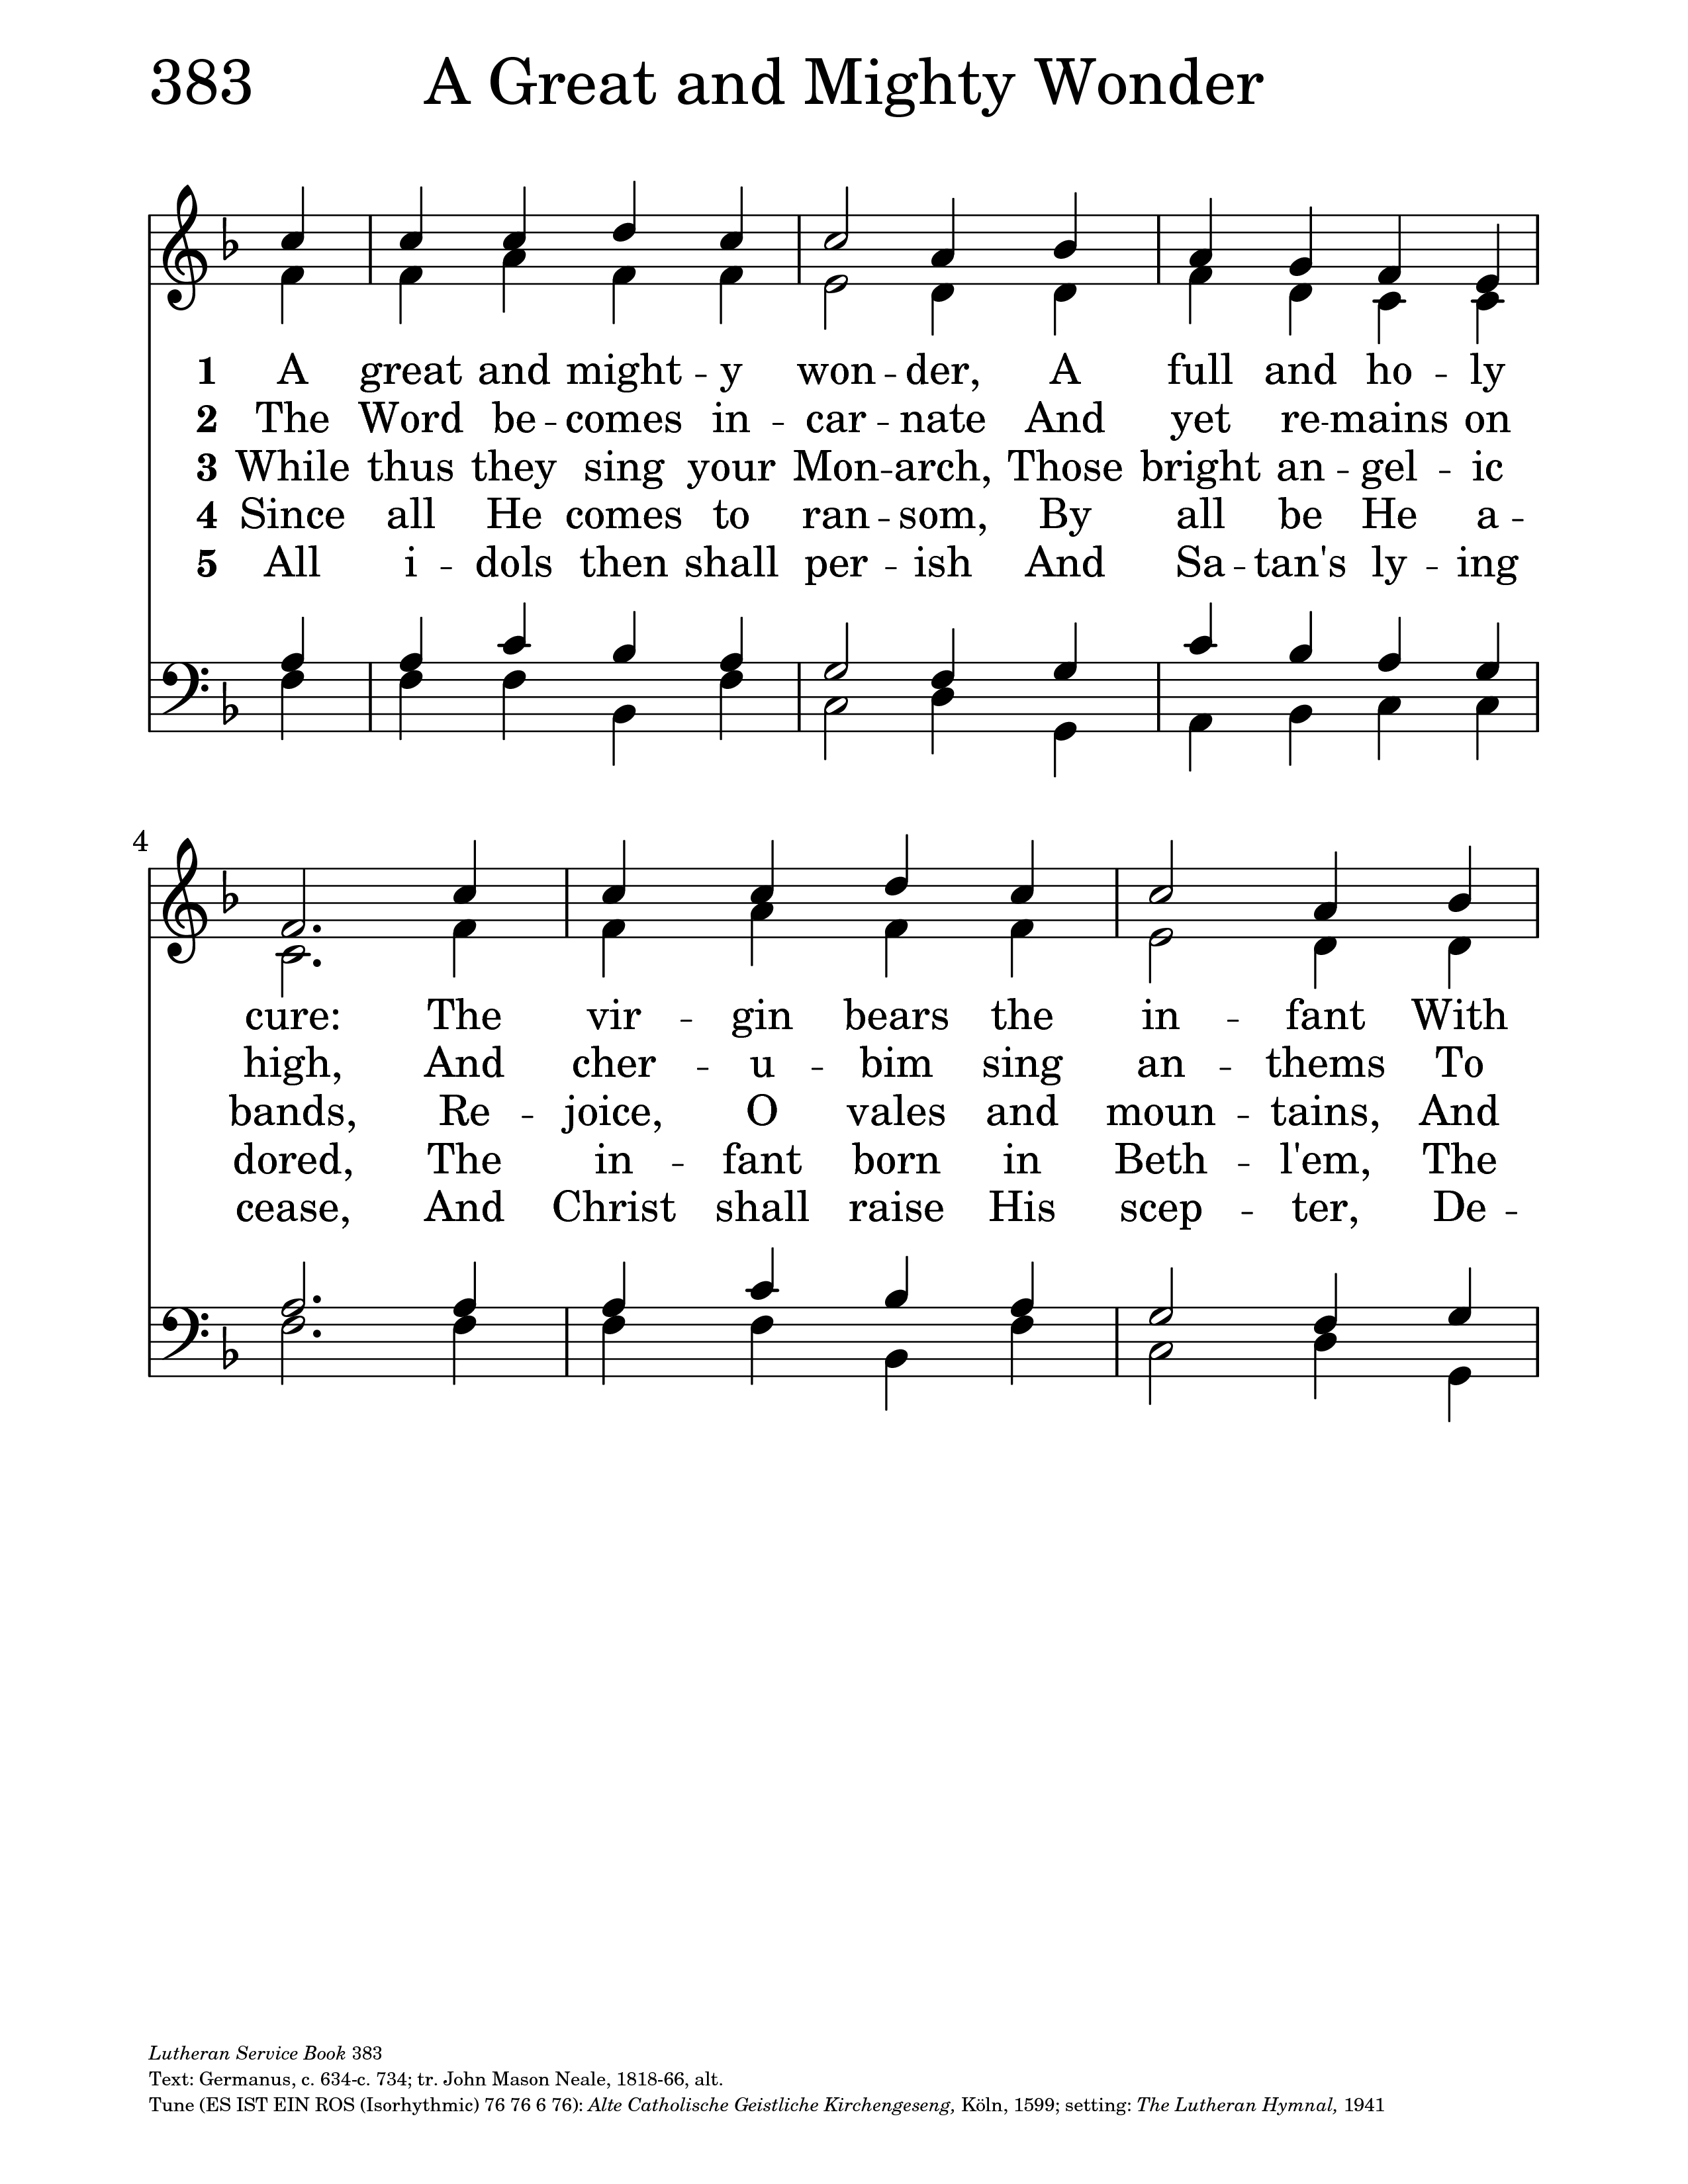 383 A Great and Mighty Wonder
1 A great and might - y won - der, A full and ho - ly
2 The Word be - comes in - car - nate And yet re - mains on
3 While thus they sing your Mon - arch, Those bright an - gel - ic
4 Since all He comes to ran - som, By all be He a -
5 All i - dols then shall per - ish And Sa - tan's ly - ing
4
cure: The vir - gin bears the in - fant With
high, And cher - u - bim sing an - thems To
bands, Re - joice, O vales and moun - tains, And
dored, The in - fant born in Beth - l'em, The
cease, And Christ shall raise His scep - ter, De -
Lutheran Service Book 383
Text: Germanus, c. 634-c. 734; tr. John Mason Neale, 1818-66, alt.
Tune (ES IST EIN ROS (Isorhythmic) 76 76 6 76): Alte Catholische Geistliche Kirchengeseng, Köln, 1599; setting: The Lutheran Hymnal, 1941